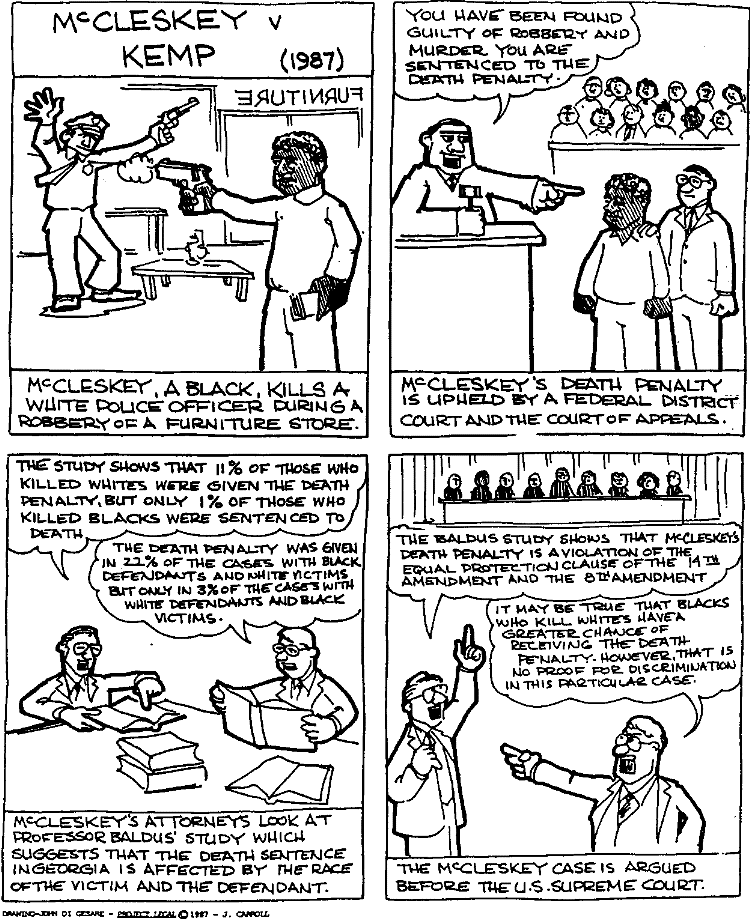 McCLESKEY v
KEMP (1987)
FURNITURE
McCLESKEY, A BLACK, KILLS A
WHITE POLICE OFFICER DURING A
ROBBERY OF A FURNITURE STORE.
YOU HAVE BEEN FOUND
GUILTY OF ROBBERY AND
MURDER. YOU ARE
SENTENCED TO THE
DEATH PENALTY.
McCLESKEY'S DEATH PENALTY
IS UPHELD BY A FEDERAL DISTRICT
COURT AND THE COURT OF APPEALS.
THE STUDY SHOWS THAT 11% OF THOSE WHO
KILLED WHITES WERE GIVEN THE DEATH
PENALTY, BUT ONLY 1% OF THOSE WHO
KILLED BLACKS WERE SENTENCED TO
DEATH.
THE DEATH PENALTY WAS GIVEN
IN 22% OF THE CASES WITH BLACK
DEFENDANTS AND WHITE VICTIMS
BUT ONLY IN 3% OF THE CASES WITH
WHITE DEFENDANTS AND BLACK
VICTIMS.
McCLESKEY'S ATTORNEYS LOOK AT
PROFESSOR BALDUS' STUDY WHICH
SUGGESTS THAT THE DEATH SENTENCE
IN GEORGIA IS AFFECTED BY THE RACE
OF THE VICTIM AND THE DEFENDANT.
THE BALDUS STUDY SHOWS THAT McCLESKEY'S
DEATH PENALTY IS A VIOLATION OF THE
EQUAL PROTECTION CLAUSE OF THE 14TH
AMENDMENT AND THE 8TH AMENDMENT
IT MAY BE TRUE THAT BLACKS
WHO KILL WHITES HAVE A
GREATER CHANCE OF
RECEIVING THE DEATH
PENALTY. HOWEVER, THAT IS
NO PROOF FOR DISCRIMINATION
IN THIS PARTICULAR CASE.
THE McCLESKEY CASE IS ARGUED
BEFORE THE U.S. SUPREME COURT.
DRAWING-JOHN DI CESARE - PROJECT LEGAL © 1987 - J. CARROLL